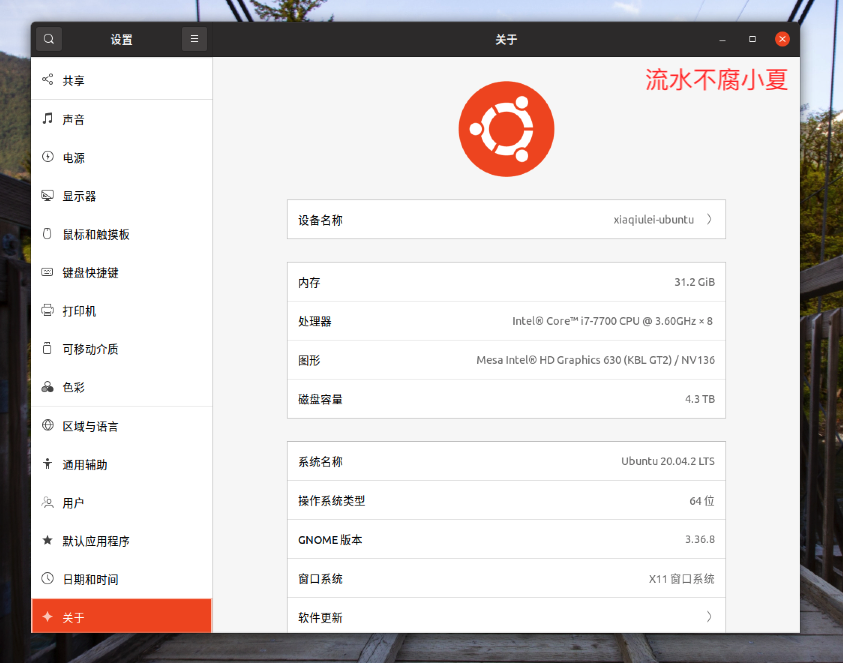 设置
关于
流水不腐小夏
共享
声音
电源
显示器
鼠标和触摸板
键盘快捷键
打印机
可移动介质
色彩
区域与语言
通用辅助
用户
默认应用程序
日期和时间
关于
设备名称 xiaqiulei-ubuntu
内存 31.2 GiB
处理器 Intel® Core™ i7-7700 CPU @ 3.60GHz × 8
图形 Mesa Intel® HD Graphics 630 (KBL GT2) / NV136
磁盘容量 4.3 TB
系统名称 Ubuntu 20.04.2 LTS
操作系统类型 64 位
GNOME 版本 3.36.8
窗口系统 X11 窗口系统
软件更新